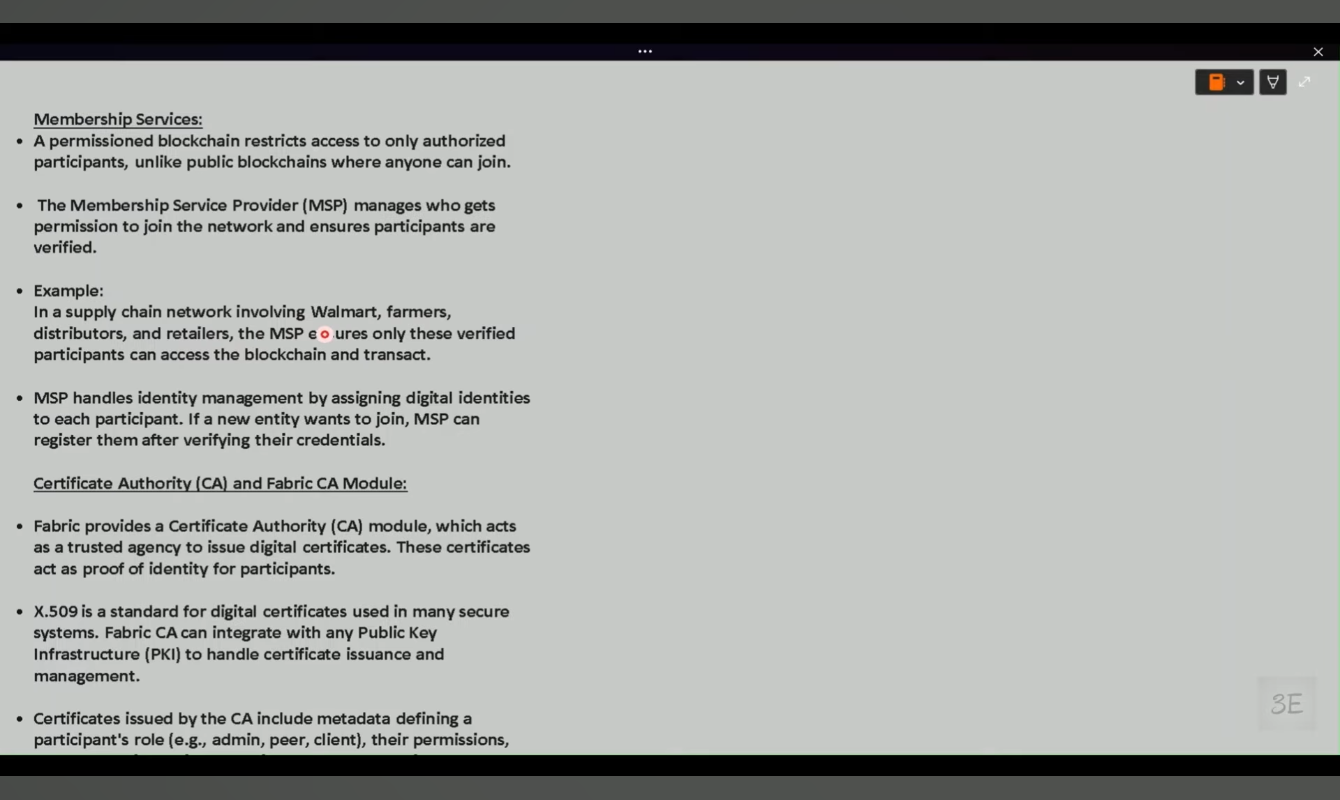 Membership Services:
• A permissioned blockchain restricts access to only authorized
participants, unlike public blockchains where anyone can join.
• The Membership Service Provider (MSP) manages who gets
permission to join the network and ensures participants are
verified.
• Example:
In a supply chain network involving Walmart, farmers,
distributors, and retailers, the MSP only these verified
participants can access the blockchain and transact.
• MSP handles identity management by assigning digital identities
to each participant. If a new entity wants to join, MSP can
register them after verifying their credentials.
Certificate Authority (CA) and Fabric CA Module:
• Fabric provides a Certificate Authority (CA) module, which acts
as a trusted agency to issue digital certificates. These certificates
act as proof of identity for participants.
• X.509 is a standard for digital certificates used in many secure
systems. Fabric CA can integrate with any Public Key
Infrastructure (PKI) to handle certificate issuance and
management.
• Certificates issued by the CA include metadata defining a
participant's role (e.g., admin, peer, client), their permissions,
3E